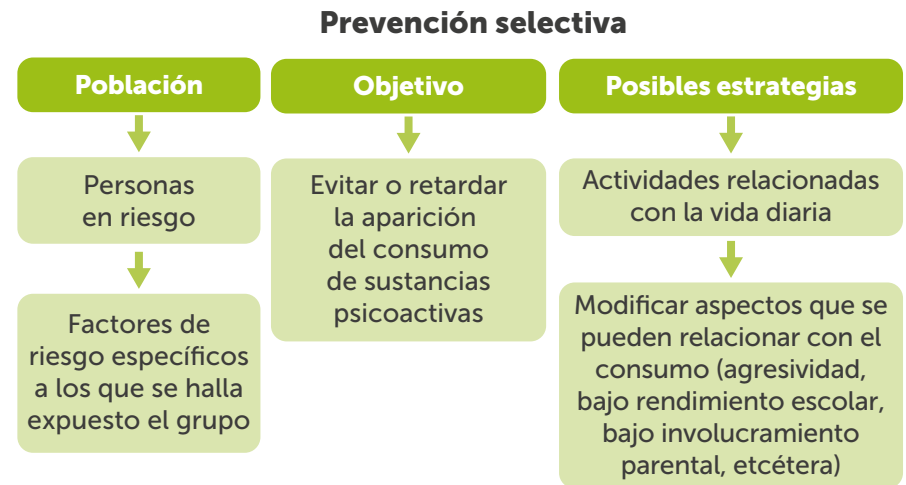 Prevención selectiva
Población
Personas
en riesgo
Factores de
riesgo específicos
a los que se halla
expuesto el grupo
Objetivo
Evitar o retardar
la aparición
del consumo
de sustancias
psicoactivas
Posibles estrategias
Actividades relacionadas
con la vida diaria
Modificar aspectos que se
pueden relacionar con el
consumo (agresividad,
bajo rendimiento escolar,
bajo involucramiento
parental, etcétera)